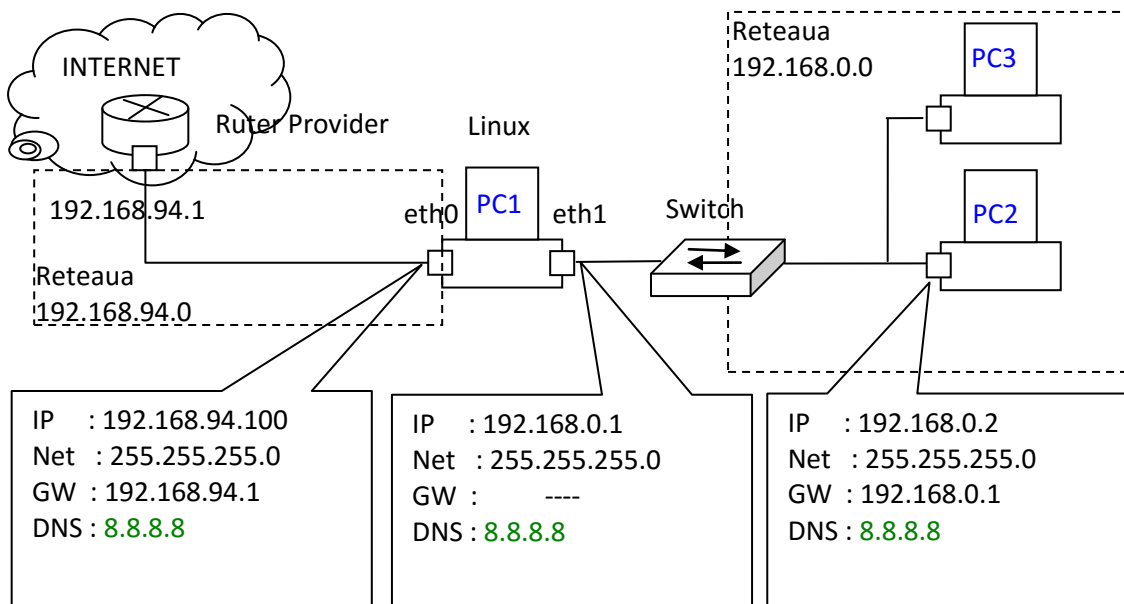 INTERNET
Ruter Provider
Linux
Reteaua
192.168.0.0
PC3
192.168.94.1
eth0
PC1
eth1
Switch
PC2
Reteaua
192.168.94.0
IP : 192.168.94.100
Net : 255.255.255.0
GW : 192.168.94.1
DNS : 8.8.8.8
IP : 192.168.0.1
Net : 255.255.255.0
GW : ----
DNS : 8.8.8.8
IP : 192.168.0.2
Net : 255.255.255.0
GW : 192.168.0.1
DNS : 8.8.8.8